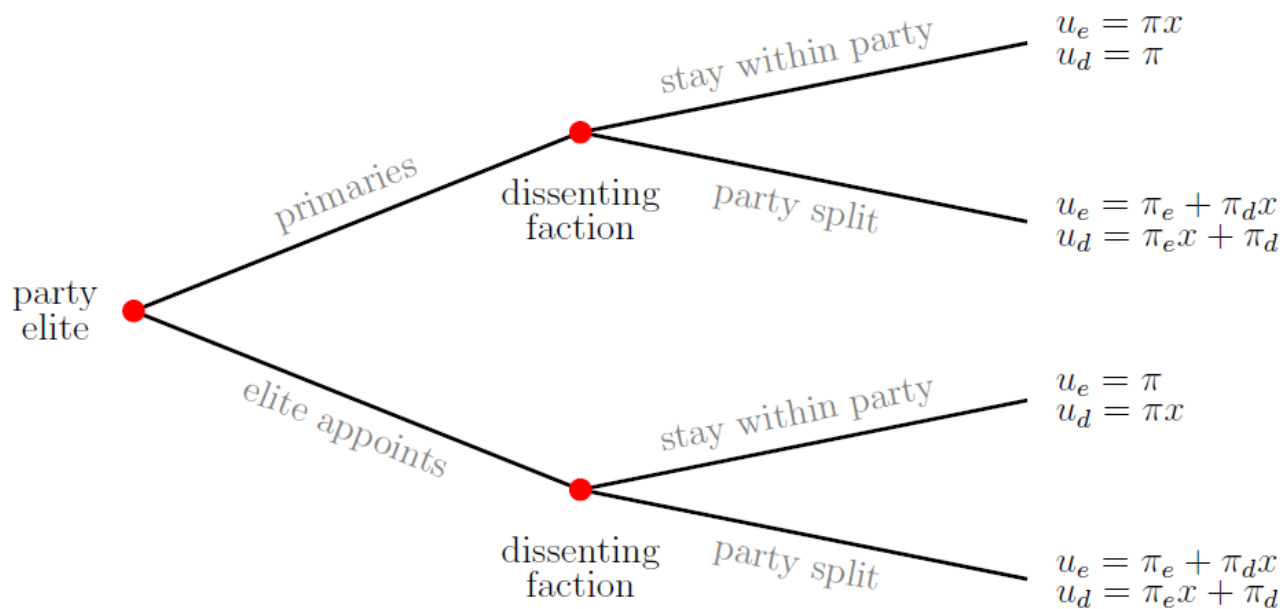 party
elite
primaries
elite appoints
dissenting
faction
stay within party
party split
u_e = πx
u_d = π
u_e = π_e + π_d x
u_d = π_e x + π_d
dissenting
faction
stay within party
party split
u_e = π
u_d = πx
u_e = π_e + π_d x
u_d = π_e x + π_d